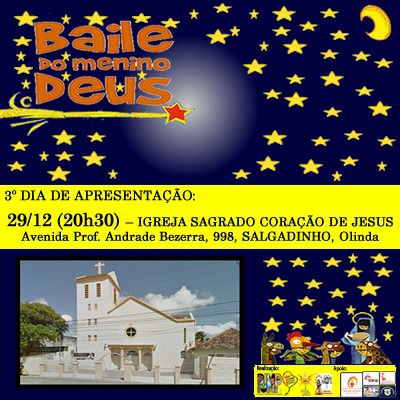 Baile
DO MENINO
DEUS
3º DIA DE APRESENTAÇÃO:
29/12 (20h30) – IGREJA SAGRADO CORAÇÃO DE JESUS
Avenida Prof. Andrade Bezerra, 998, SALGADINHO, Olinda
Realização: Apoio: